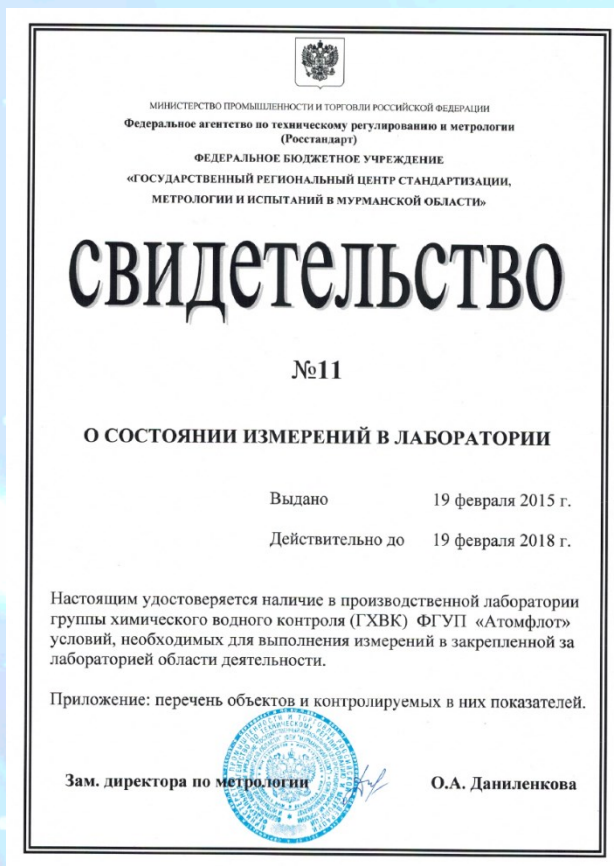 МИНИСТЕРСТВО ПРОМЫШЛЕННОСТИ И ТОРГОВЛИ РОССИЙСКОЙ ФЕДЕРАЦИИ
Федеральное агентство по техническому регулированию и метрологии
(Росстандарт)
ФЕДЕРАЛЬНОЕ БЮДЖЕТНОЕ УЧРЕЖДЕНИЕ
«ГОСУДАРСТВЕННЫЙ РЕГИОНАЛЬНЫЙ ЦЕНТР СТАНДАРТИЗАЦИИ,
МЕТРОЛОГИИ И ИСПЫТАНИЙ В МУРМАНСКОЙ ОБЛАСТИ»
СВИДЕТЕЛЬСТВО
№11
О СОСТОЯНИИ ИЗМЕРЕНИЙ В ЛАБОРАТОРИИ
Выдано 19 февраля 2015 г.
Действительно до 19 февраля 2018 г.
Настоящим удостоверяется наличие в производственной лаборатории
группы химического водного контроля (ГХВК) ФГУП «Атомфлот»
условий, необходимых для выполнения измерений в закрепленной за
лабораторией области деятельности.
Приложение: перечень объектов и контролируемых в них показателей.
Зам. директора по метрологии О.А. Даниленкова